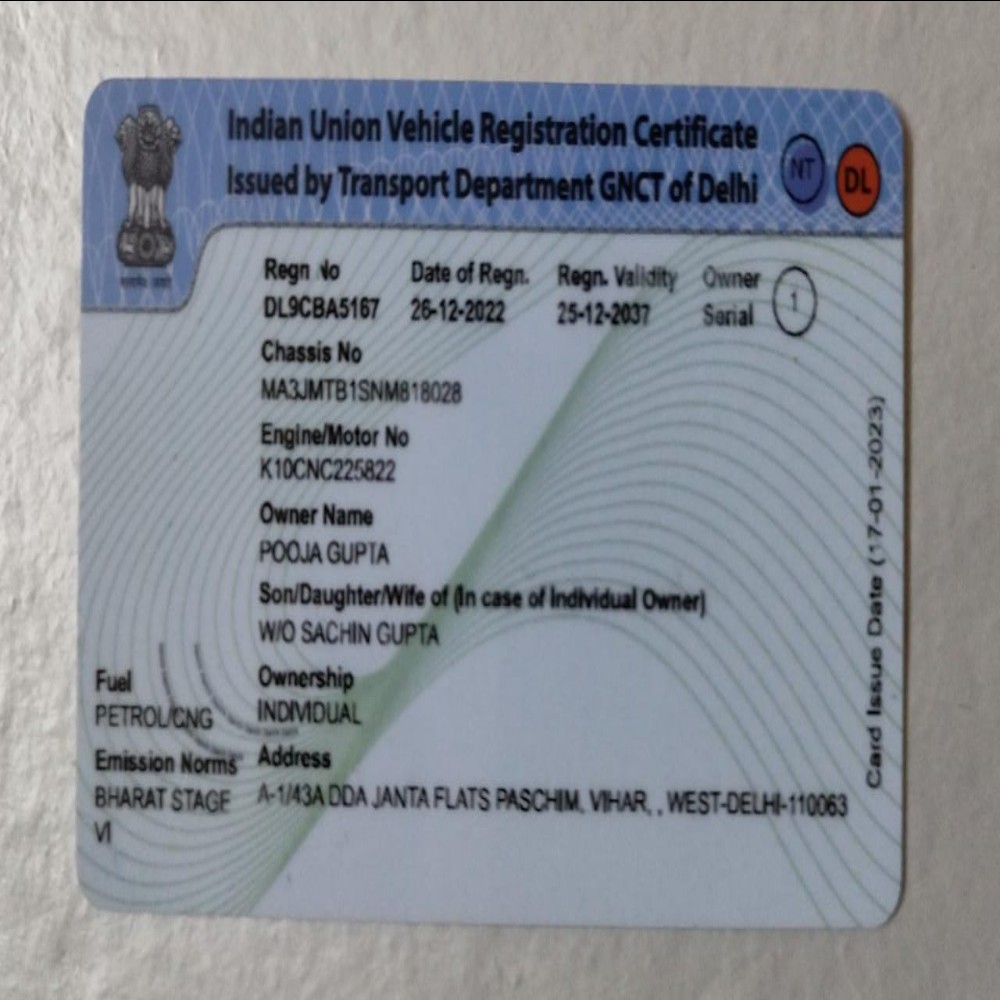 Indian Union Vehicle Registration Certificate
Issued by Transport Department GNCT of Delhi
NT DL
Regn No Date of Regn. Regn. Validity Owner Serial 1
DL9CBA5167 26-12-2022 25-12-2037
Chassis No
MA3JMTB1SNM818028
Engine/Motor No
K10CNC225822
Owner Name
POOJA GUPTA
Son/Daughter/Wife of (In case of Individual Owner)
W/O SACHIN GUPTA
Fuel
PETROL/CNG
Ownership
INDIVIDUAL
Emission Norms
BHARAT STAGE
VI
Address
A-1/43A DDA JANTA FLATS PASCHIM, VIHAR, , WEST-DELHI-110063
Card Issue Date (17-01-2023)